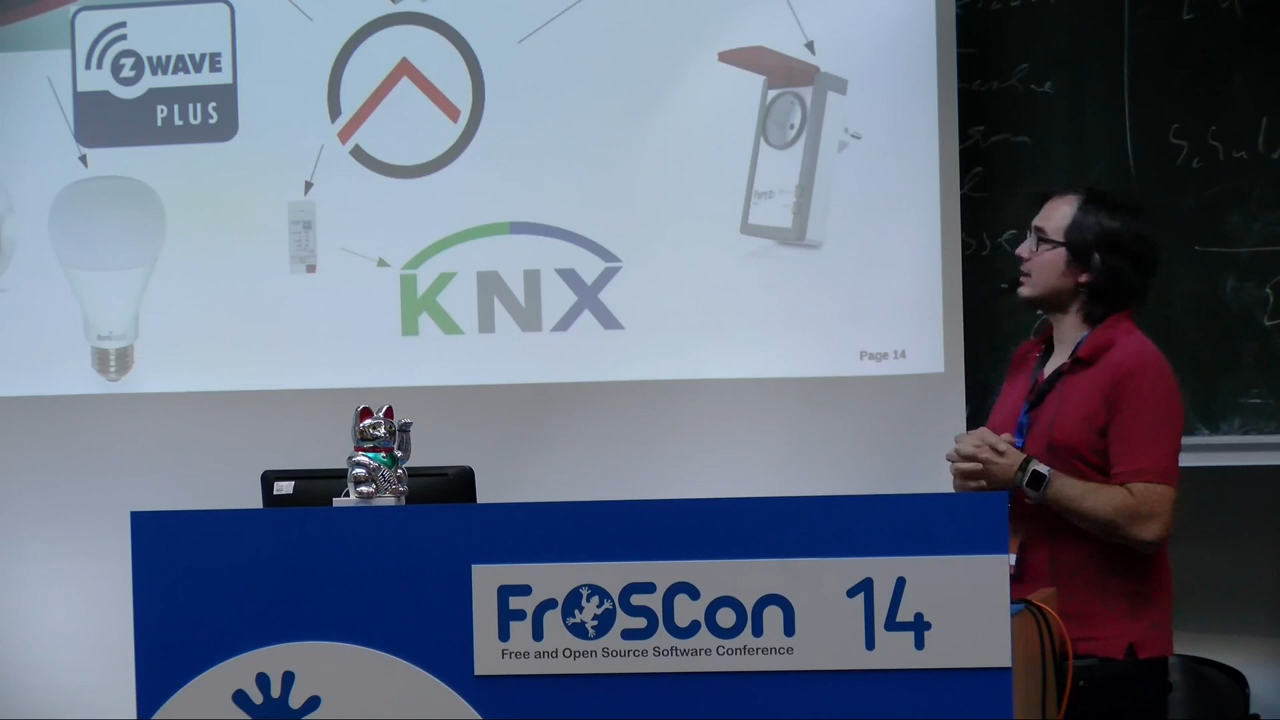 Z WAVE
PLUS
KNX
Page 14
FrOSCon 14
Free and Open Source Software Conference